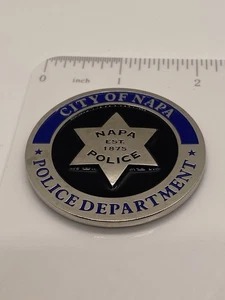 0 inch 1 2
CITY OF NAPA
NAPA
EST.
1875
POLICE
★ POLICE DEPARTMENT ★